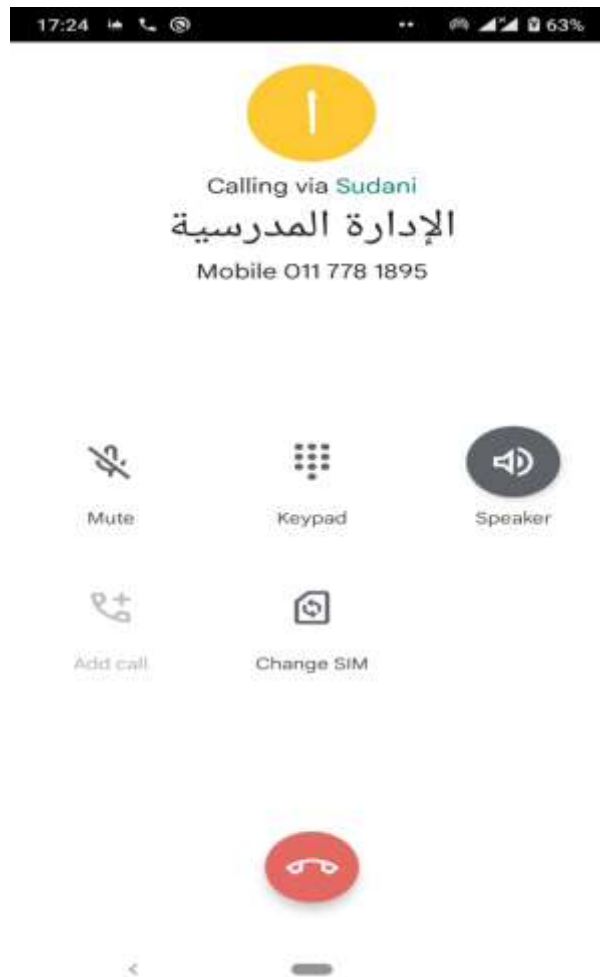 17:24 63%
ا
Calling via Sudani
الإدارة المدرسية
Mobile 011 778 1895
Mute Keypad Speaker
Add call Change SIM